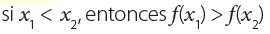 si x₁ < x₂, entonces f(x₁) > f(x₂)